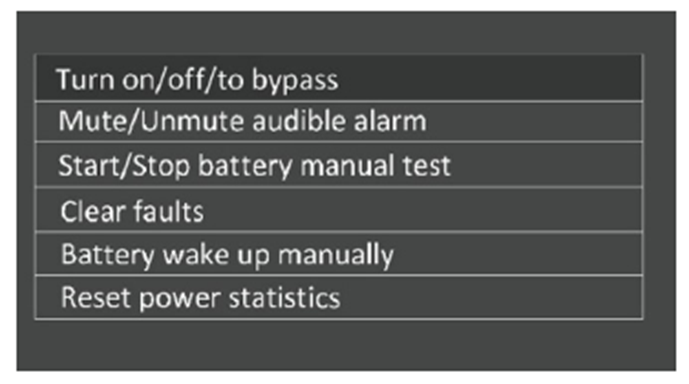 Turn on/off/to bypass
Mute/Unmute audible alarm
Start/Stop battery manual test
Clear faults
Battery wake up manually
Reset power statistics